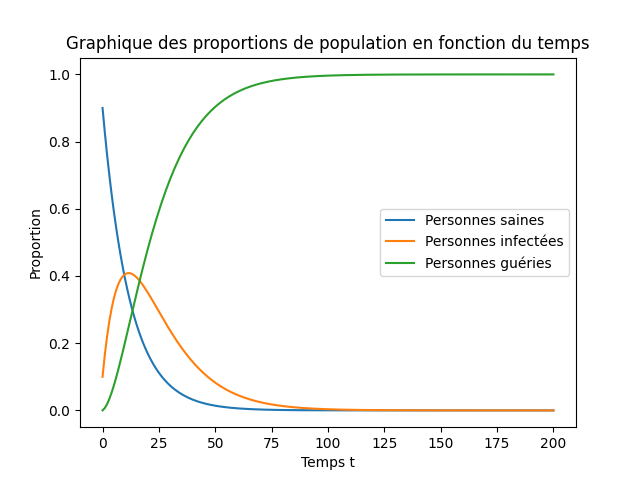 Graphique des proportions de population en fonction du temps
1.0
0.8
0.6
0.4
0.2
0.0
Proportion
Personnes saines
Personnes infectées
Personnes guéries
0 25 50 75 100 125 150 175 200
Temps t